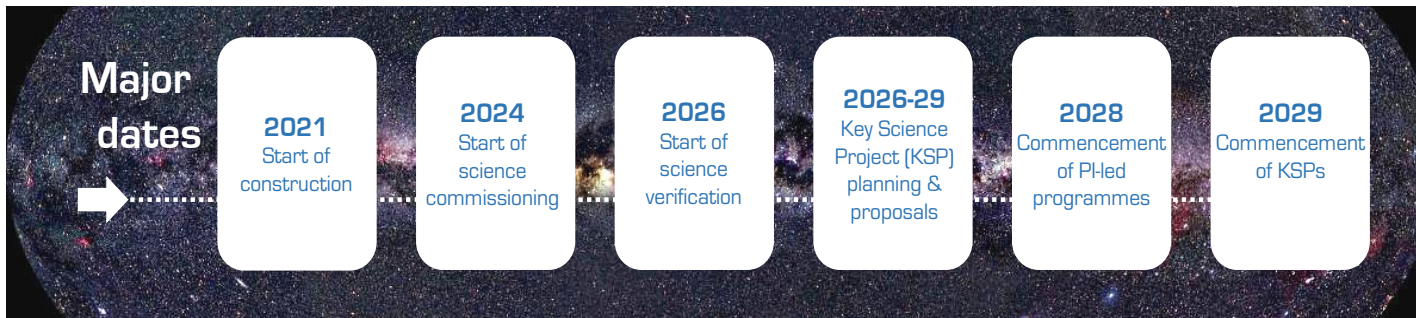 Major
dates
2021
Start of
construction
2024
Start of
science
commissioning
2026
Start of
science
verification
2026-29
Key Science
Project (KSP)
planning &
proposals
2028
Commencement
of PI-led
programmes
2029
Commencement
of KSPs